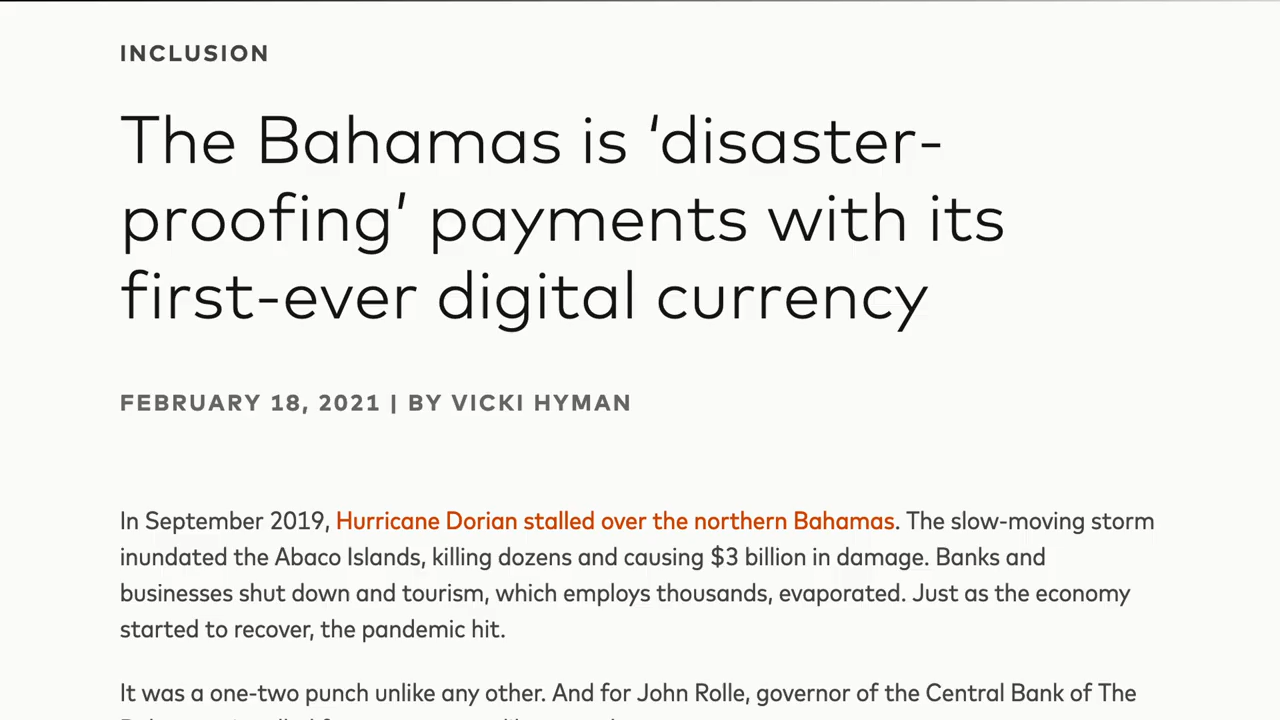 INCLUSION
The Bahamas is ‘disaster-
proofing’ payments with its
first-ever digital currency
FEBRUARY 18, 2021 | BY VICKI HYMAN
In September 2019, Hurricane Dorian stalled over the northern Bahamas. The slow-moving storm
inundated the Abaco Islands, killing dozens and causing $3 billion in damage. Banks and
businesses shut down and tourism, which employs thousands, evaporated. Just as the economy
started to recover, the pandemic hit.
It was a one-two punch unlike any other. And for John Rolle, governor of the Central Bank of The